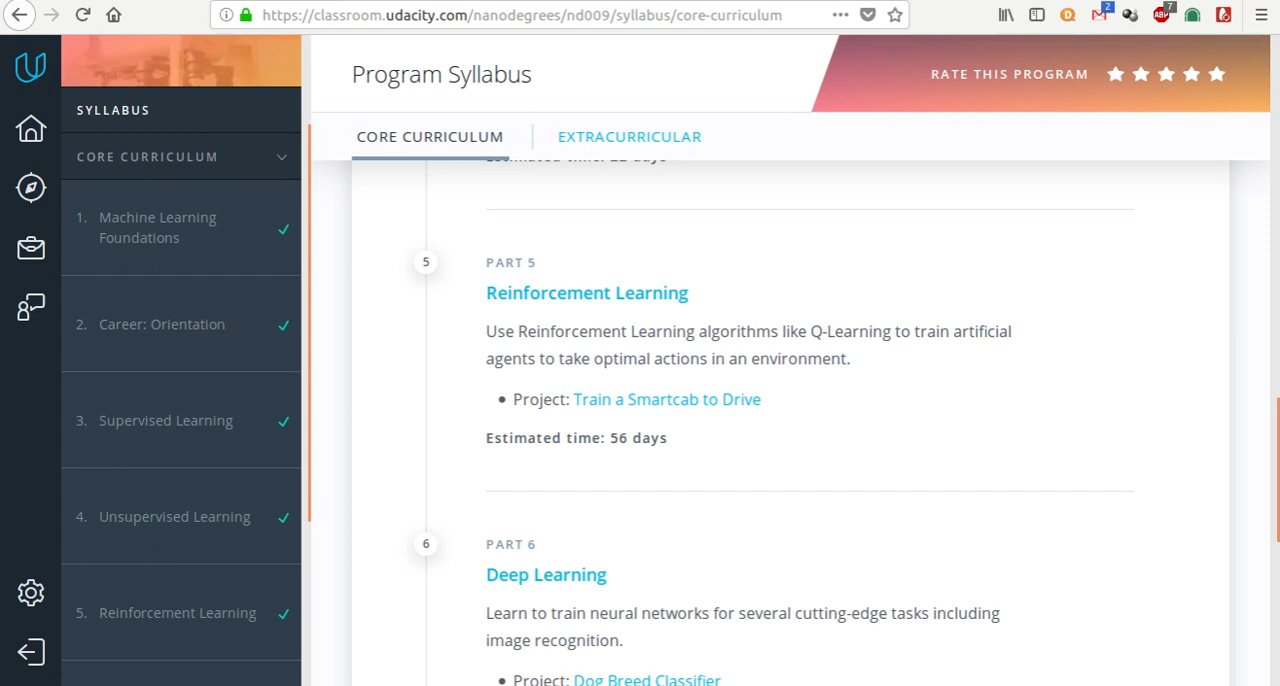 https://classroom.udacity.com/nanodegrees/nd009/syllabus/core-curriculum
2
ABP
7
SYLLABUS
CORE CURRICULUM
1. Machine Learning
Foundations
2. Career: Orientation
3. Supervised Learning
4. Unsupervised Learning
5. Reinforcement Learning
Program Syllabus
RATE THIS PROGRAM
CORE CURRICULUM
EXTRACURRICULAR
5
PART 5
Reinforcement Learning
Use Reinforcement Learning algorithms like Q-Learning to train artificial
agents to take optimal actions in an environment.
• Project: Train a Smartcab to Drive
Estimated time: 56 days
6
PART 6
Deep Learning
Learn to train neural networks for several cutting-edge tasks including
image recognition.
• Project: Dog Breed Classifier